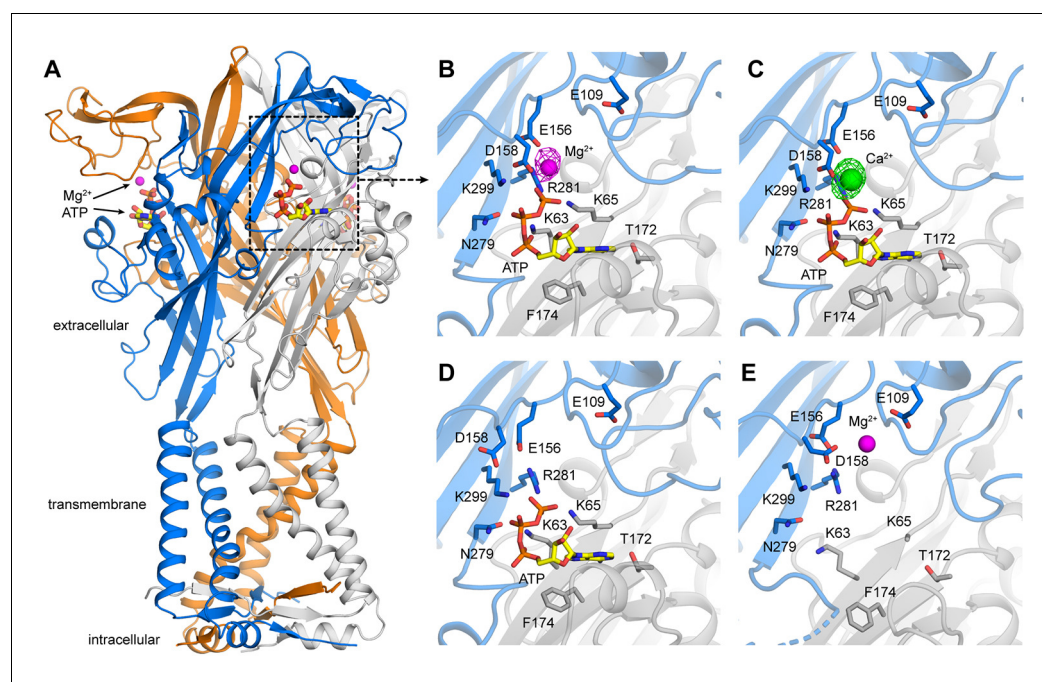 A
Mg²⁺
ATP
extracellular
transmembrane
intracellular
B
E109
E156
Mg²⁺
D158
K299
R281
K65
K63
N279
T172
ATP
F174
C
E109
E156
D158
Ca²⁺
K299
R281
K65
K63
N279
T172
ATP
F174
D
E109
D158
E156
R281
K299
K65
K63
N279
T172
ATP
F174
E
E109
E156
Mg²⁺
D158
K299
R281
K65
N279
K63
T172
F174